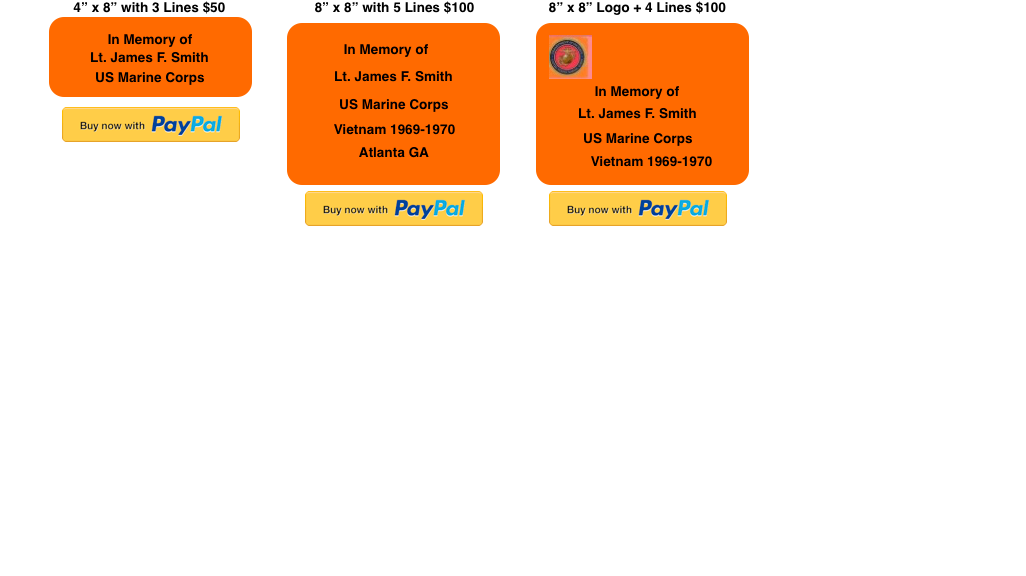 4” x 8” with 3 Lines $50
In Memory of
Lt. James F. Smith
US Marine Corps
Buy now with PayPal
8” x 8” with 5 Lines $100
In Memory of
Lt. James F. Smith
US Marine Corps
Vietnam 1969-1970
Atlanta GA
Buy now with PayPal
8” x 8” Logo + 4 Lines $100
In Memory of
Lt. James F. Smith
US Marine Corps
Vietnam 1969-1970
Buy now with PayPal